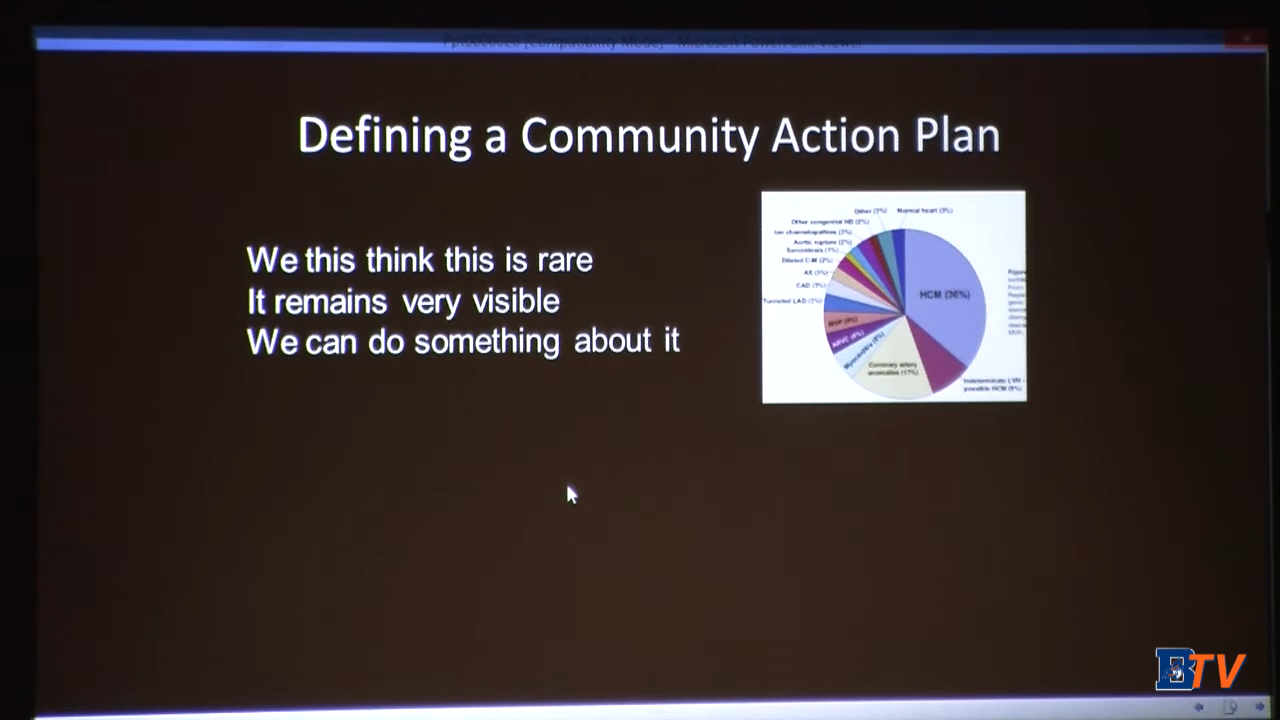 Defining a Community Action Plan
We this think this is rare
It remains very visible
We can do something about it
Other (3%)
Normal heart (3%)
Other congenital HD (2%)
Ion channelopathies (3%)
Aortic rupture (2%)
Sarcoidosis (1%)
Dilated C-M (2%)
AS (3%)
CAD (3%)
Tunneled LAD (3%)
MVP (4%)
ARVC (4%)
Myocarditis (6%)
Coronary artery
anomalies (17%)
HCM (36%)
Indeterminate LVH -
possible HCM (8%)
BTV